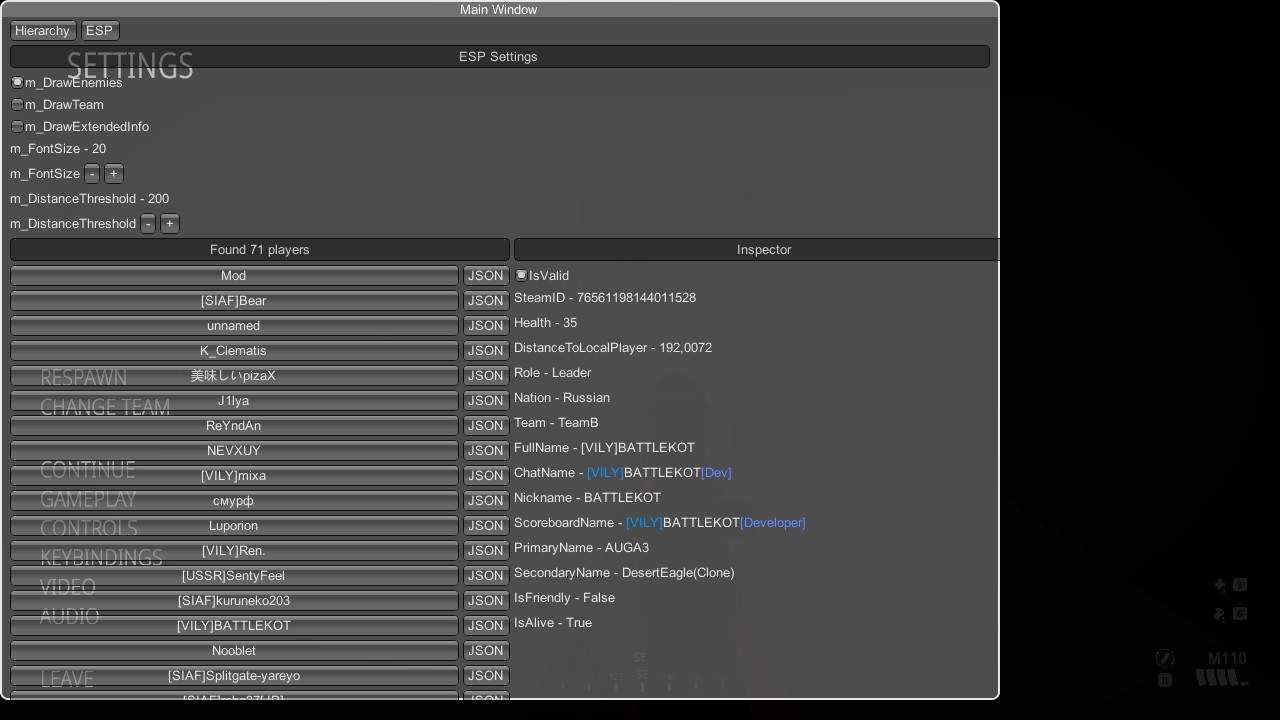 Main Window
Hierarchy ESP
ESP Settings
SETTINGS
m_DrawEnemies
m_DrawTeam
m_DrawExtendedInfo
m_FontSize - 20
m_FontSize - +
m_DistanceThreshold - 200
m_DistanceThreshold - +
Found 71 players
Mod JSON
[SIAF]Bear JSON
unnamed JSON
K_Clematis JSON
美味しいpizaX JSON
J1lya JSON
ReYndAn JSON
NEVXUY JSON
[VILY]mixa JSON
смурф JSON
Luporion JSON
[VILY]Ren. JSON
[USSR]SentyFeel JSON
[SIAF]kuruneko203 JSON
[VILY]BATTLEKOT JSON
Nooblet JSON
[SIAF]Splitgate-yareyo JSON
JSON
Inspector
IsValid
SteamID - 76561198144011528
Health - 35
DistanceToLocalPlayer - 192,0072
Role - Leader
Nation - Russian
Team - TeamB
FullName - [VILY]BATTLEKOT
ChatName - [VILY]BATTLEKOT[Dev]
Nickname - BATTLEKOT
ScoreboardName - [VILY]BATTLEKOT[Developer]
PrimaryName - AUGA3
SecondaryName - DesertEagle(Clone)
IsFriendly - False
IsAlive - True
RESPAWN
CHANGE TEAM
CONTINUE
GAMEPLAY
CONTROLS
KEYBINDINGS
VIDEO
AUDIO
LEAVE
SE
3
6
M110
H